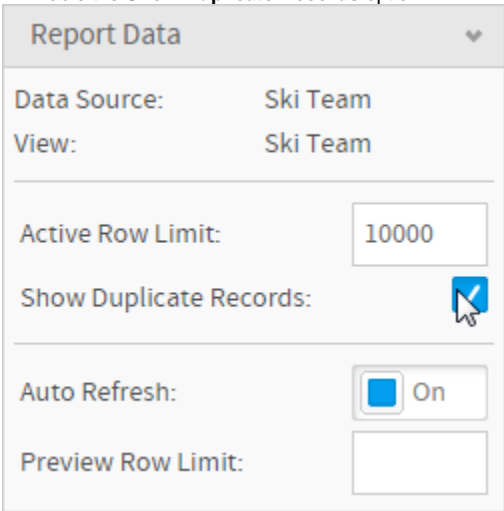 Report Data
Data Source: Ski Team
View: Ski Team
Active Row Limit: 10000
Show Duplicate Records:
Auto Refresh: On
Preview Row Limit: